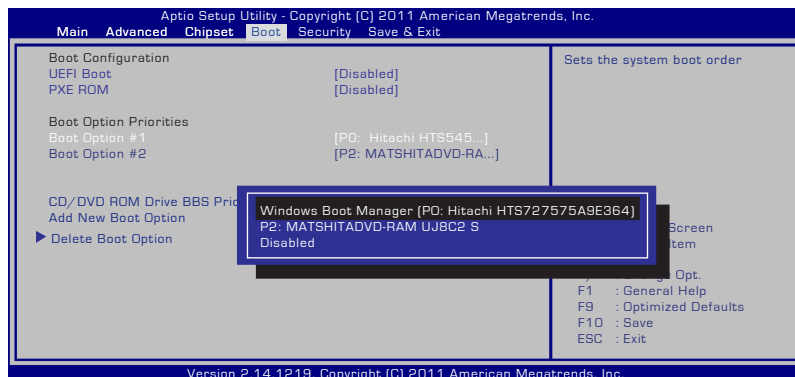 Aptio Setup Utility - Copyright (C) 2011 American Megatrends, Inc.
Main Advanced Chipset Boot Security Save & Exit
Boot Configuration
UEFI Boot [Disabled]
PXE ROM [Disabled]
Boot Option Priorities
Boot Option #1 [P0: Hitachi HTS545...]
Boot Option #2 [P2: MATSHITADVD-RA...]
CD/DVD ROM Drive BBS
Add New Boot Option
Delete Boot Option
Windows Boot Manager (P0: Hitachi HTS727575A9E364)
P2: MATSHITADVD-RAM UJ8C2 S
Disabled
Sets the system boot order
Screen
Item
Opt.
F1 : General Help
F9 : Optimized Defaults
F10 : Save
ESC : Exit
Version 2.14.1219. Copyright (C) 2011 American Megatrends, Inc.